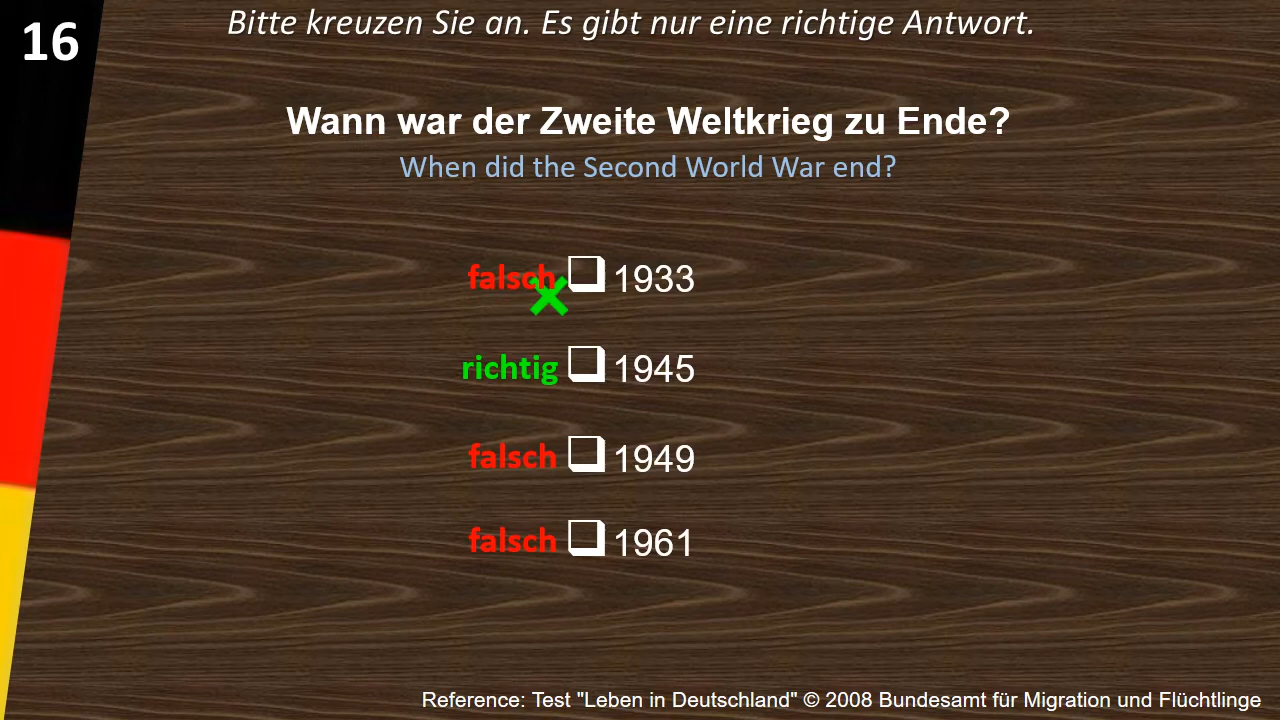 16
Bitte kreuzen Sie an. Es gibt nur eine richtige Antwort.
Wann war der Zweite Weltkrieg zu Ende?
When did the Second World War end?
falsch 1933
richtig 1945
falsch 1949
falsch 1961
Reference: Test "Leben in Deutschland" © 2008 Bundesamt für Migration und Flüchtlinge